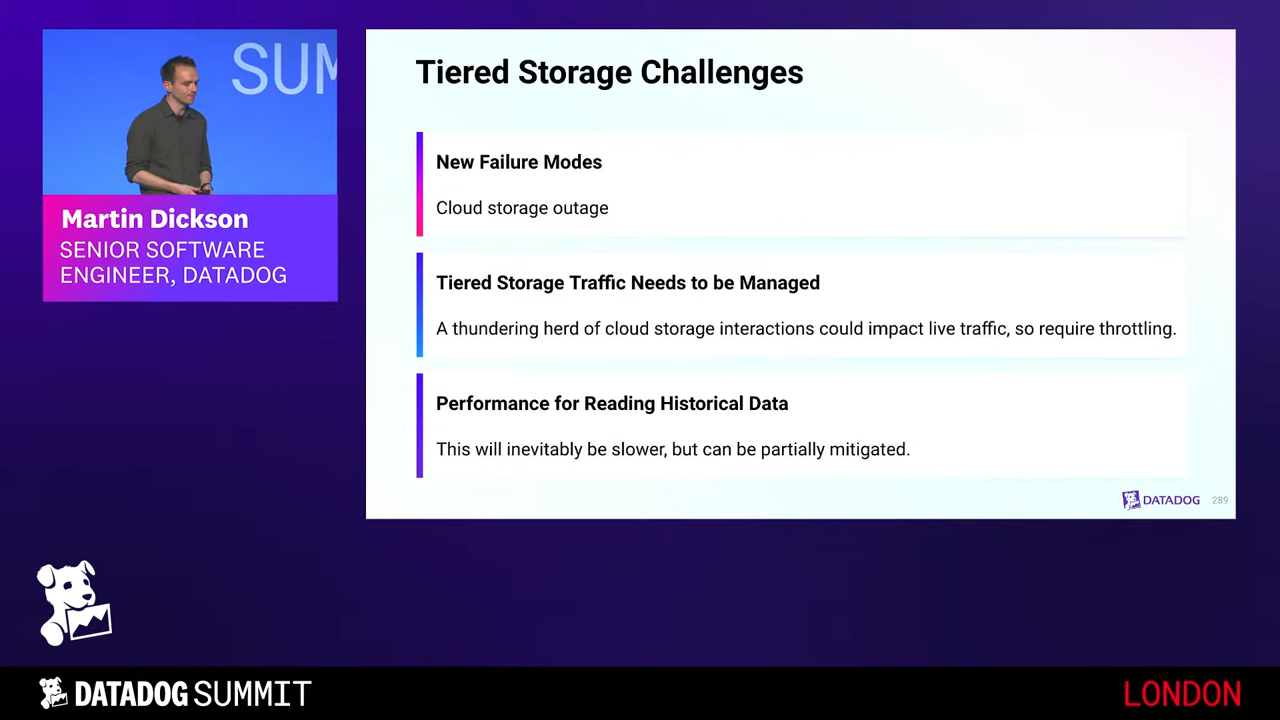 SUM
Martin Dickson
SENIOR SOFTWARE
ENGINEER, DATADOG
Tiered Storage Challenges
New Failure Modes
Cloud storage outage
Tiered Storage Traffic Needs to be Managed
A thundering herd of cloud storage interactions could impact live traffic, so require throttling.
Performance for Reading Historical Data
This will inevitably be slower, but can be partially mitigated.
DATADOG 289
DATADOG SUMMIT
LONDON